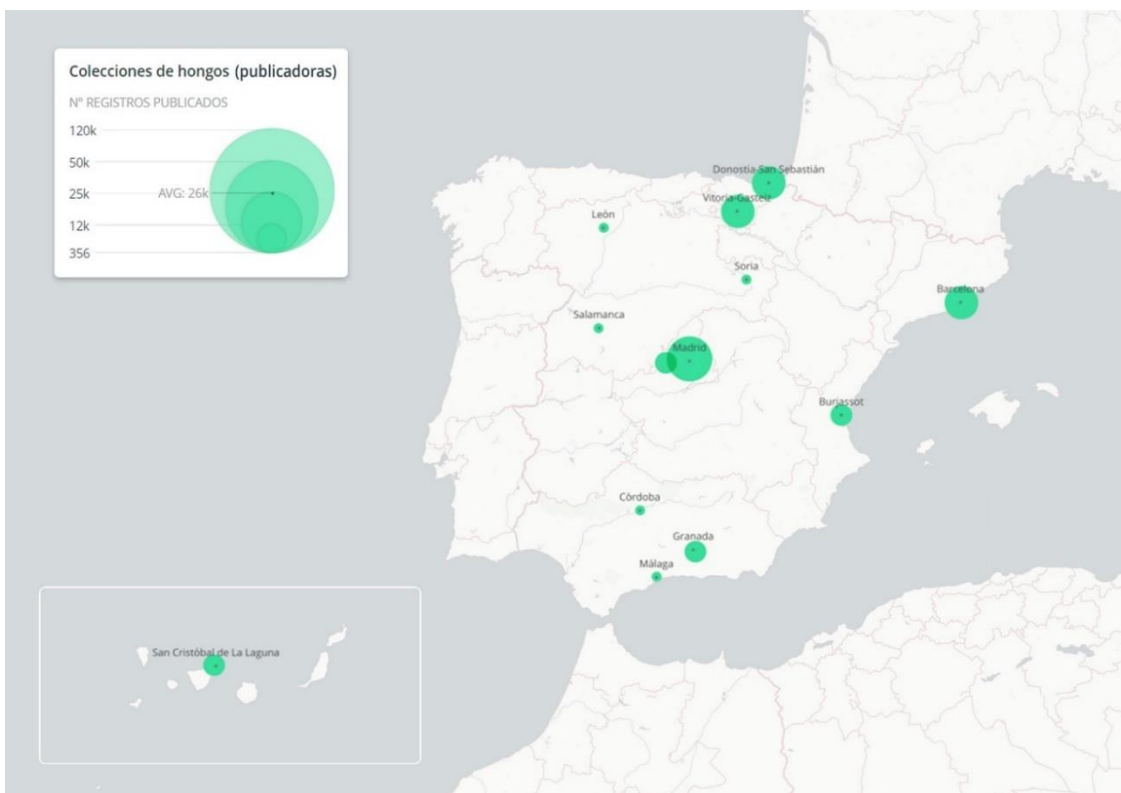 Colecciones de hongos (publicadoras)
Nº REGISTROS PUBLICADOS
120k
50k
AVG: 26k
25k
12k
356
Donostia-San Sebastián
Vitoria-Gasteiz
León
Soria
Barcelona
Salamanca
Madrid
Burjassot
Còrdoba
Granada
Málaga
San Cristòbal de La Laguna